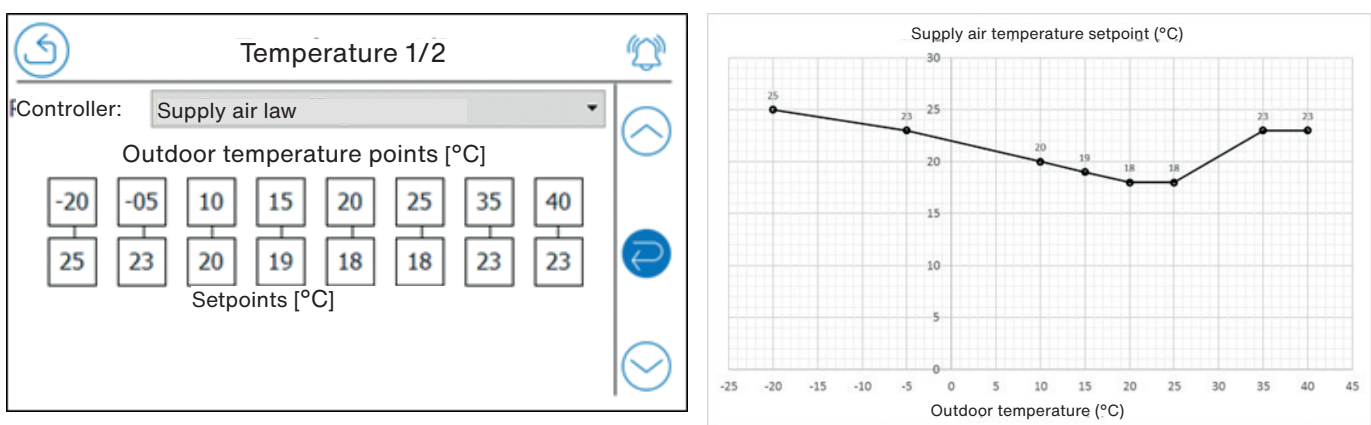 Temperature 1/2
Controller: Supply air law
Outdoor temperature points [°C]
-20 -05 10 15 20 25 35 40
25 23 20 19 18 18 23 23
Setpoints [°C]
Supply air temperature setpoint (°C)
30
25
20
15
10
5
0
25 23 20 19 18 18 23 23
-25 -20 -15 -10 -5 0 5 10 15 20 25 30 35 40 45
Outdoor temperature (°C)